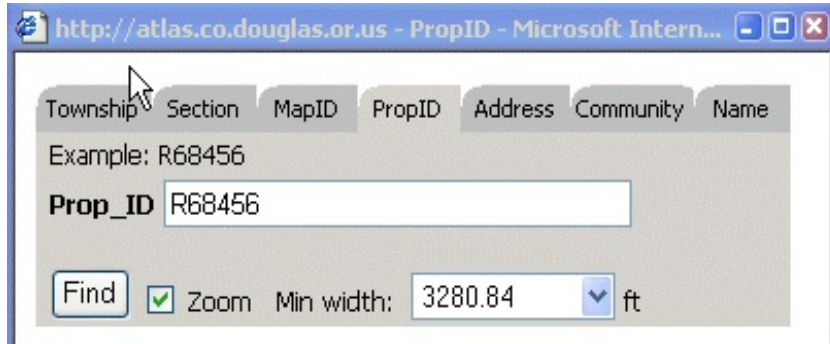 http://atlas.co.douglas.or.us - PropID - Microsoft Intern...
Township Section MapID PropID Address Community Name
Example: R68456
Prop_ID R68456
Find Zoom Min width: 3280.84 ft